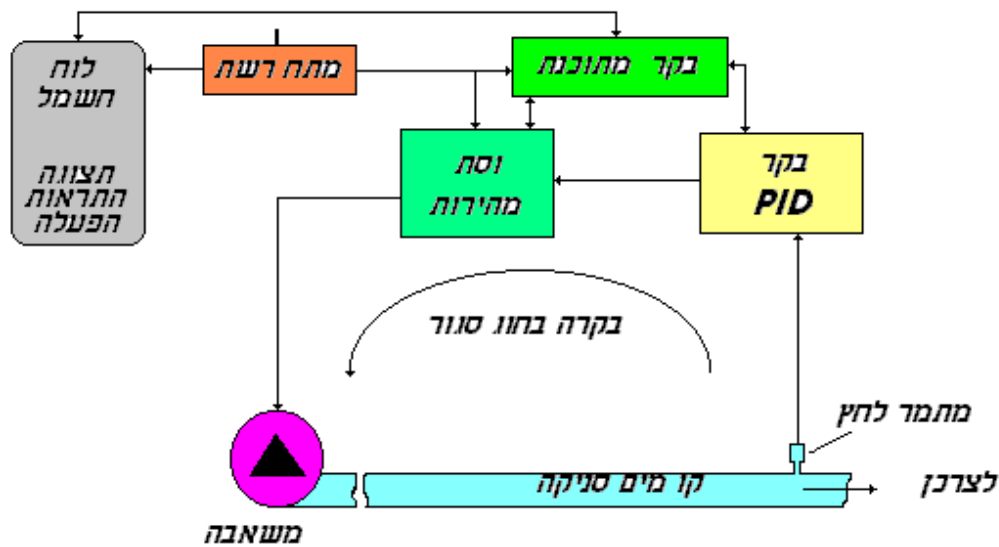 לוח
חשמל
תצוגה
התראות
הפעלה
מתח רשת
בקר מתוכנת
וסת
מהירות
בקר
PID
בקרה בחוג סגור
מתמר לחץ
קו מים סניקה
לצרכן
משאבה